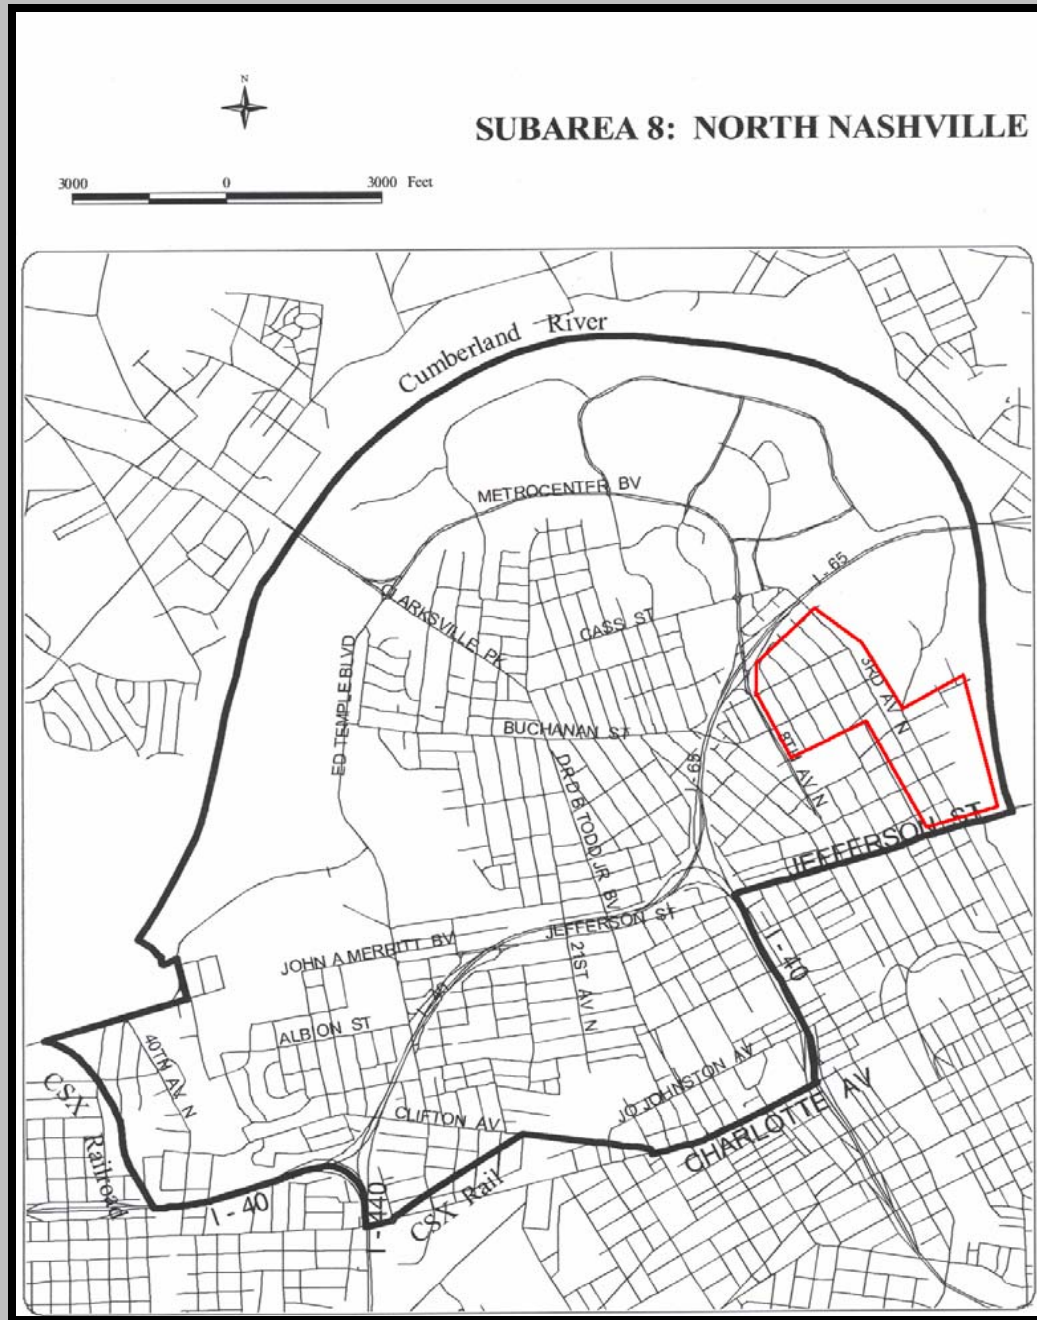 N
SUBAREA 8: NORTH NASHVILLE
3000 0 3000 Feet
Cumberland River
METROCENTER BV
I - 65
CLARKSVILLE PK
CASS ST
ED TEMPLE BLVD
3RD AV N
BUCHANAN ST
8TH AV N
I - 65
DR D B TODD JR BV
JEFFERSON ST
JEFFERSON ST
JOHN A MERRITT BV
21ST AV N
I - 40
I - 40
ALBION ST
40TH AV N
JO JOHNSTON AV
CSX Railroad
CLIFTON AV
CHARLOTTE AV
I - 40
I - 440
CSX Rail